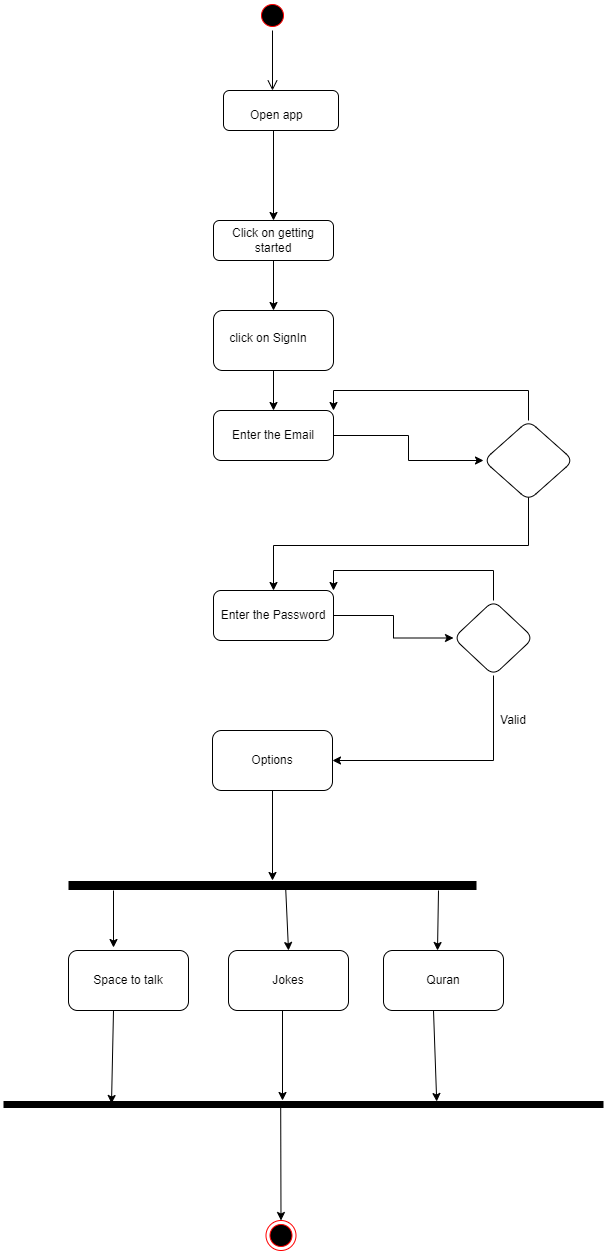 Open app
Click on getting
started
click on SignIn
Enter the Email
Enter the Password
Valid
Options
Space to talk
Jokes
Quran